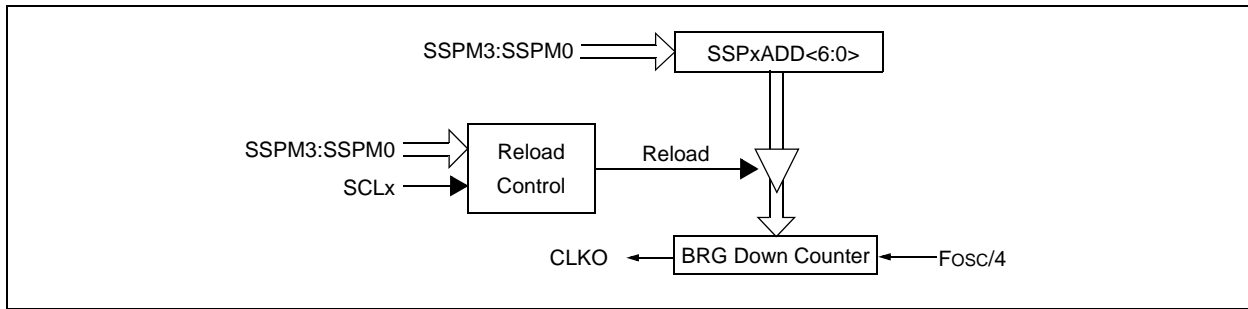 SSPM3:SSPM0
SSPxADD<6:0>
SSPM3:SSPM0
SCLx
Reload
Control
Reload
CLKO
BRG Down Counter
FOSC/4